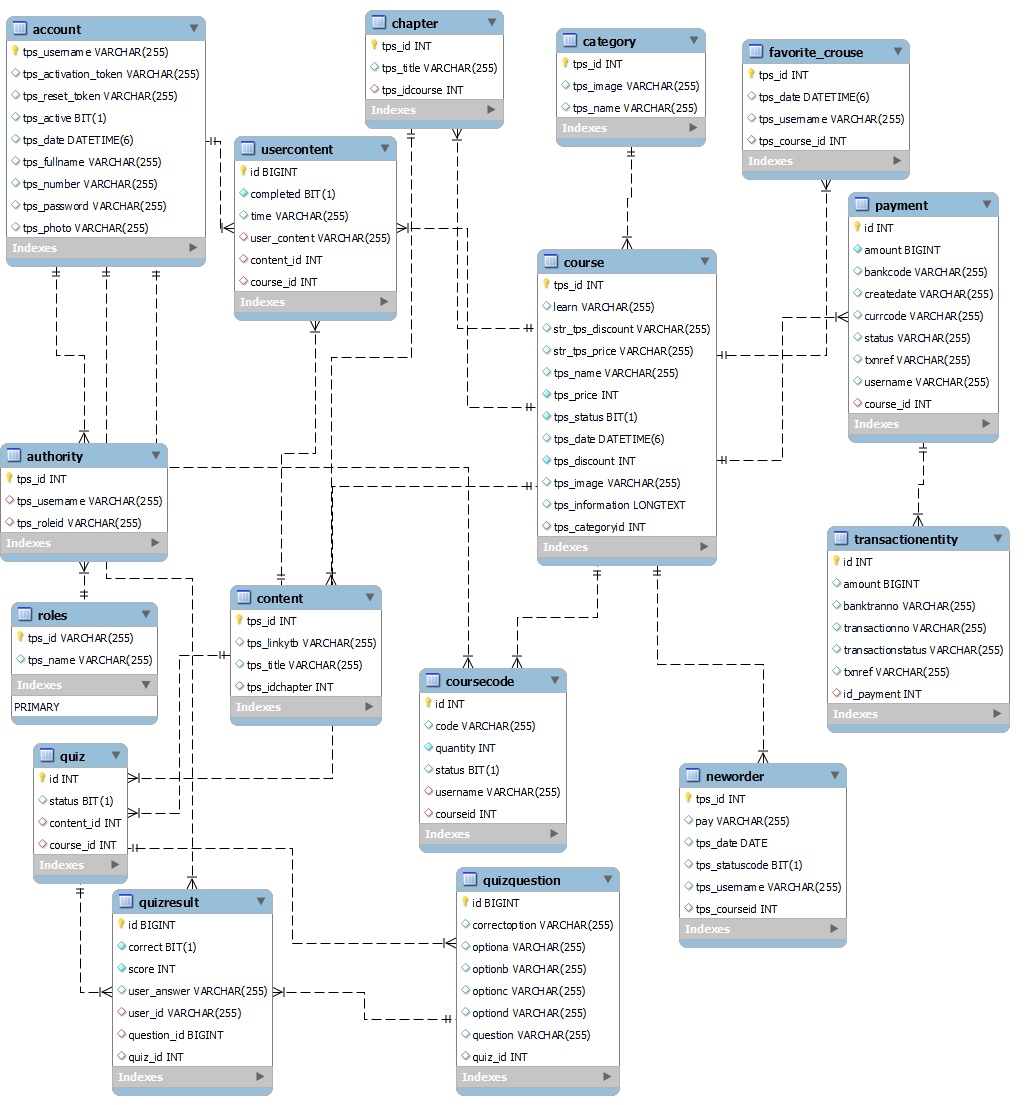 account
tps_username VARCHAR(255)
tps_activation_token VARCHAR(255)
tps_reset_token VARCHAR(255)
tps_active BIT(1)
tps_date DATETIME(6)
tps_fullname VARCHAR(255)
tps_number VARCHAR(255)
tps_password VARCHAR(255)
tps_photo VARCHAR(255)
Indexes
chapter
tps_id INT
tps_title VARCHAR(255)
tps_idcourse INT
Indexes
category
tps_id INT
tps_image VARCHAR(255)
tps_name VARCHAR(255)
Indexes
favorite_crouse
tps_id INT
tps_date DATETIME(6)
tps_username VARCHAR(255)
tps_course_id INT
Indexes
usercontent
id BIGINT
completed BIT(1)
time VARCHAR(255)
user_content VARCHAR(255)
content_id INT
course_id INT
Indexes
payment
id INT
amount BIGINT
bankcode VARCHAR(255)
createdate VARCHAR(255)
currcode VARCHAR(255)
status VARCHAR(255)
txnref VARCHAR(255)
username VARCHAR(255)
course_id INT
Indexes
course
tps_id INT
learn VARCHAR(255)
str_tps_discount VARCHAR(255)
str_tps_price VARCHAR(255)
tps_name VARCHAR(255)
tps_price INT
tps_status BIT(1)
tps_date DATETIME(6)
tps_discount INT
tps_image VARCHAR(255)
tps_information LONGTEXT
tps_categoryid INT
Indexes
authority
tps_id INT
tps_username VARCHAR(255)
tps_roleid VARCHAR(255)
Indexes
transactionentity
id INT
amount BIGINT
banktranno VARCHAR(255)
transactionno VARCHAR(255)
transactionstatus VARCHAR(255)
txnref VARCHAR(255)
id_payment INT
Indexes
roles
tps_id VARCHAR(255)
tps_name VARCHAR(255)
Indexes
PRIMARY
content
tps_id INT
tps_linkytb VARCHAR(255)
tps_title VARCHAR(255)
tps_idchapter INT
Indexes
coursecode
id INT
code VARCHAR(255)
quantity INT
status BIT(1)
username VARCHAR(255)
courseid INT
Indexes
quiz
id INT
status BIT(1)
content_id INT
course_id INT
Indexes
neworder
tps_id INT
pay VARCHAR(255)
tps_date DATE
tps_statuscode BIT(1)
tps_username VARCHAR(255)
tps_courseid INT
Indexes
quizresult
id BIGINT
correct BIT(1)
score INT
user_answer VARCHAR(255)
user_id VARCHAR(255)
question_id BIGINT
quiz_id INT
Indexes
quizquestion
id BIGINT
correctoption VARCHAR(255)
optiona VARCHAR(255)
optionb VARCHAR(255)
optionc VARCHAR(255)
optiond VARCHAR(255)
question VARCHAR(255)
quiz_id INT
Indexes